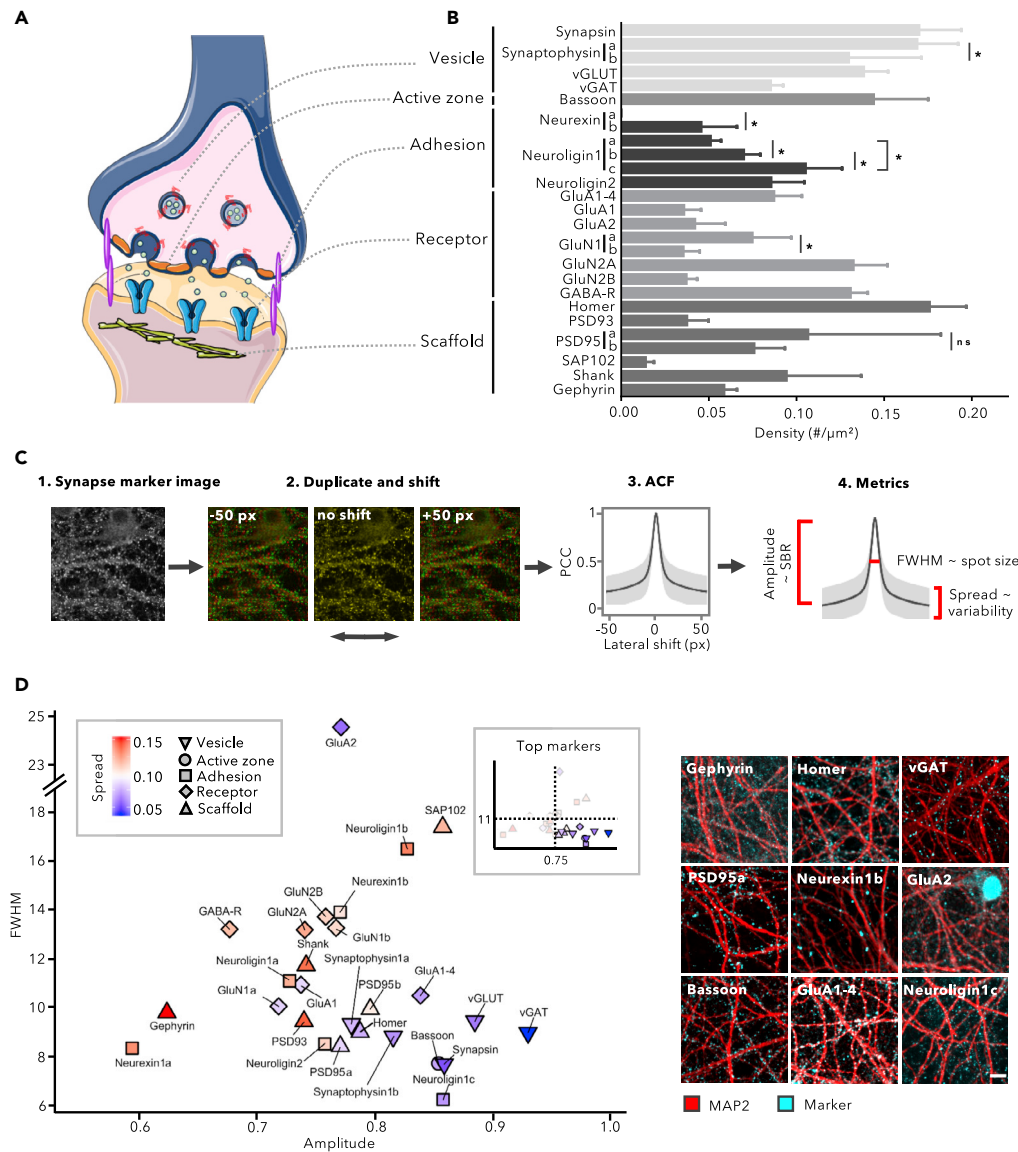 A
Vesicle
Active zone
Adhesion
Receptor
Scaffold
B
Synapsin
Synaptophysin a
b
*
vGLUT
vGAT
Bassoon
Neurexin a
b
*
Neuroligin1 a
b
c
*
*
*
Neuroligin2
GluA1-4
GluA1
GluA2
GluN1 a
b
*
GluN2A
GluN2B
GABA-R
Homer
PSD93
PSD95 a
b
ns
SAP102
Shank
Gephyrin
0.00 0.05 0.10 0.15 0.20
Density (#/µm²)
C
1. Synapse marker image
2. Duplicate and shift
3. ACF
4. Metrics
-50 px
no shift
+50 px
PCC
1
0.5
0
-50 0 50
Lateral shift (px)
Amplitude
~ SBR
FWHM ~ spot size
Spread ~
variability
D
FWHM
25
23
18
16
14
12
10
8
6
0.6 0.7 0.8 0.9 1.0
Amplitude
Spread
0.15
0.10
0.05
Vesicle
Active zone
Adhesion
Receptor
Scaffold
GluA2
Top markers
11
0.75
SAP102
Neuroligin1b
GluN2B
Neurexin1b
GABA-R
GluN2A
GluN1b
Shank
Neuroligin1a
Synaptophysin1a
GluA1-4
GluN1a
GluA1
PSD95b
vGLUT
vGAT
Gephyrin
Homer
PSD93
Bassoon
Synapsin
Neurexin1a
Neuroligin2
PSD95a
Synaptophysin1b
Neuroligin1c
Gephyrin
Homer
vGAT
PSD95a
Neurexin1b
GluA2
Bassoon
GluA1-4
Neuroligin1c
MAP2
Marker